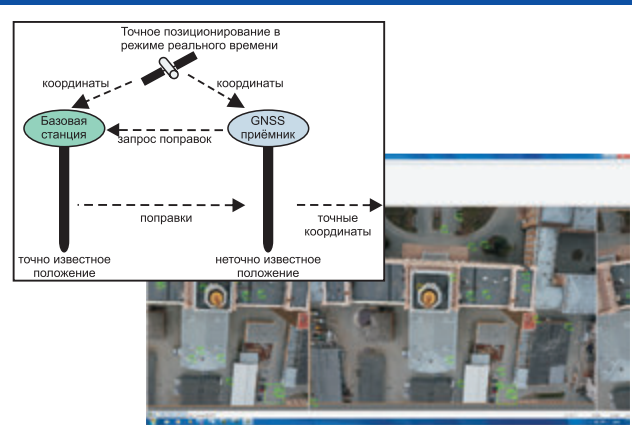 Точное позиционирование в
режиме реального времени
координаты
координаты
Базовая
станция
GNSS
приёмник
запрос поправок
поправки
точные
координаты
точно известное
положение
неточно известное
положение